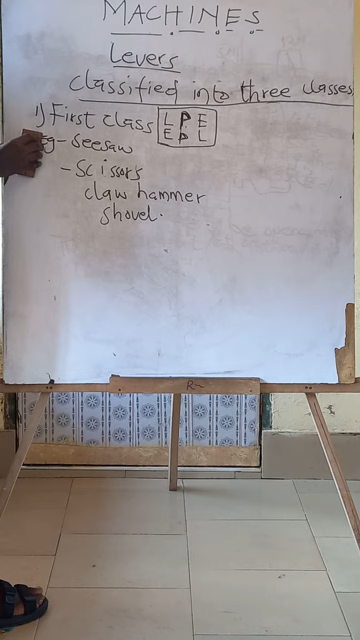 MACHINES
Levers
Classified into three classes
1) First class L P E
E P L
eg - Seesaw
- Scissors
claw hammer
Shovel.